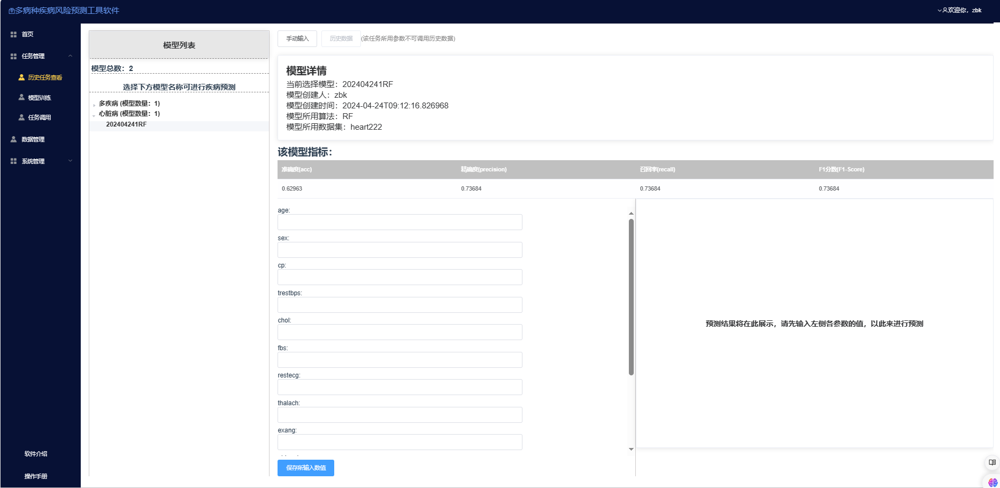 多病种疾病风险预测工具软件
欢迎你，zbk
首页
任务管理
历史任务查看
模型训练
任务调用
数据管理
系统管理
软件介绍
操作手册
模型列表
模型总数：2
选择下方模型名称可进行疾病预测
多疾病 (模型数量：1)
心脏病 (模型数量：1)
202404241RF
手动输入 历史数据 (该任务所用参数不可调用历史数据)
模型详情
当前选择模型：202404241RF
模型创建人：zbk
模型创建时间：2024-04-24T09:12:16.826968
模型所用算法：RF
模型所用数据集：heart222
该模型指标：
准确度(acc) 精确度(precision) 召回率(recall) F1分数(F1-Score)
0.62963 0.73684 0.73684 0.73684
age:
sex:
cp:
trestbps:
chol:
fbs:
restecg:
thalach:
exang:
保存所输入数值
预测结果将在此展示，请先输入左侧各参数的值，以此来进行预测